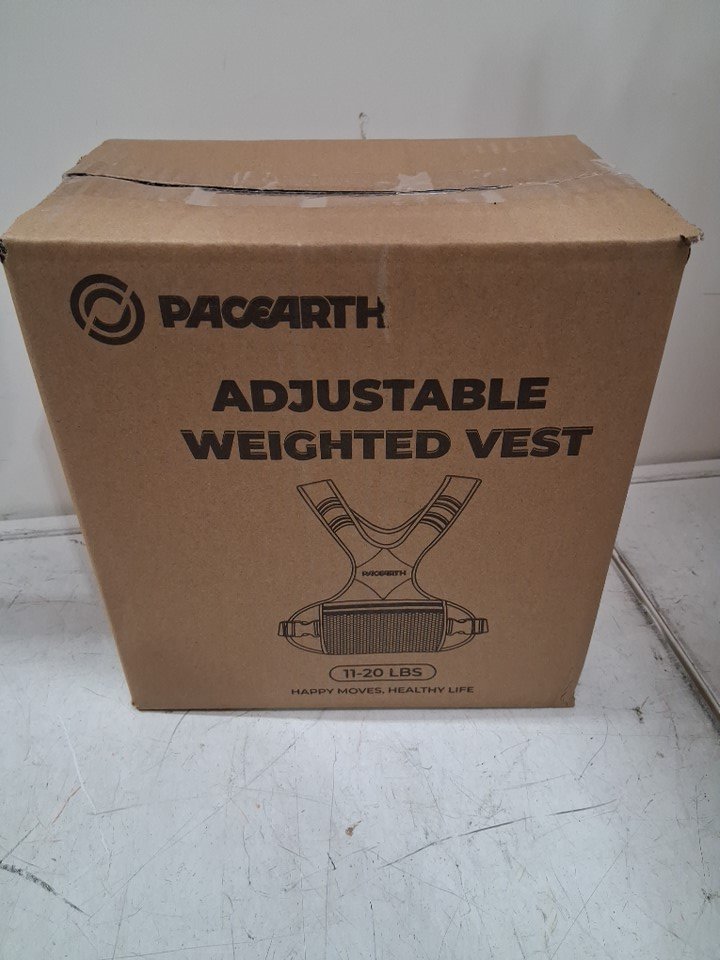 PACEARTH
ADJUSTABLE
WEIGHTED VEST
PACEARTH
11-20 LBS
HAPPY MOVES, HEALTHY LIFE